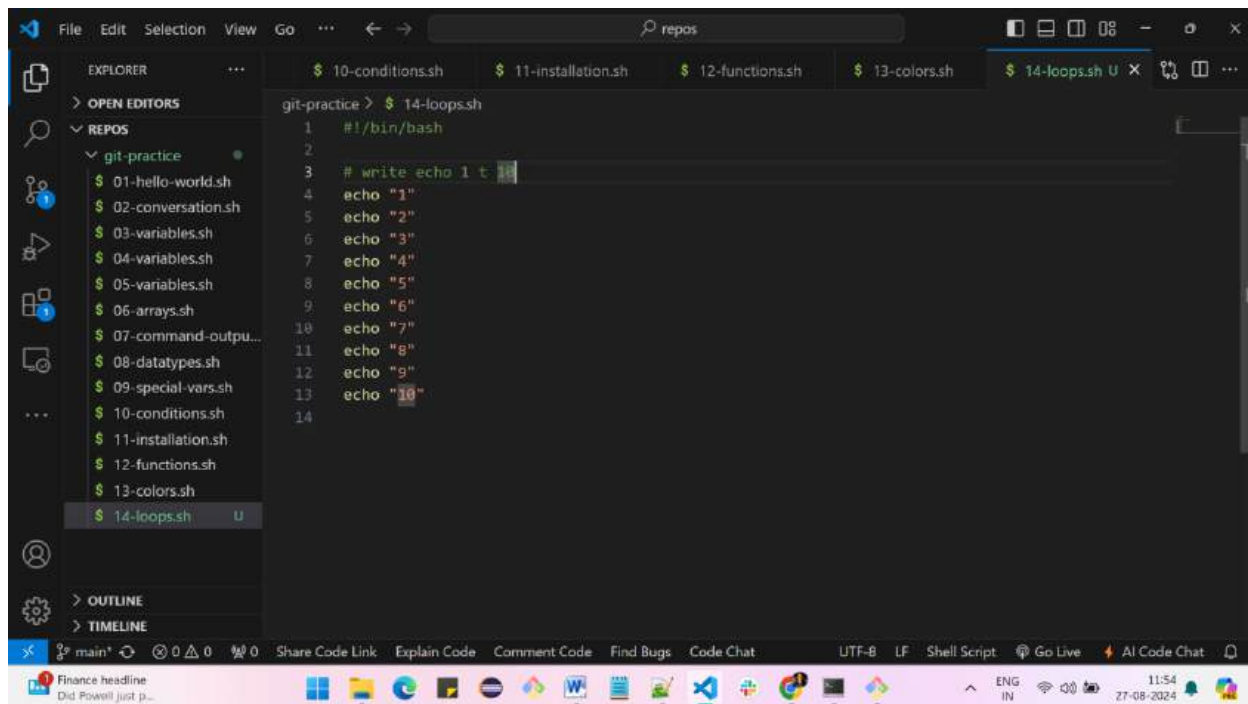 File Edit Selection View Go ··· repos
EXPLORER ···
$ 10-conditions.sh $ 11-installation.sh $ 12-functions.sh $ 13-colors.sh $ 14-loops.sh U
> OPEN EDITORS
REPOS
git-practice
$ 01-hello-world.sh
$ 02-conversation.sh
$ 03-variables.sh
$ 04-variables.sh
$ 05-variables.sh
$ 06-arrays.sh
$ 07-command-outpu...
$ 08-datatypes.sh
$ 09-special-vars.sh
$ 10-conditions.sh
$ 11-installation.sh
$ 12-functions.sh
$ 13-colors.sh
$ 14-loops.sh U
> OUTLINE
> TIMELINE
git-practice > $ 14-loops.sh
1 #!/bin/bash
2
3 # write echo 1 t 10
4 echo "1"
5 echo "2"
6 echo "3"
7 echo "4"
8 echo "5"
9 echo "6"
10 echo "7"
11 echo "8"
12 echo "9"
13 echo "10"
14
main* 0 0 0 Share Code Link Explain Code Comment Code Find Bugs Code Chat UTF-8 LF Shell Script Go Live AI Code Chat
Finance headline
Did Powell just p...
ENG
IN
11:54
27-08-2024